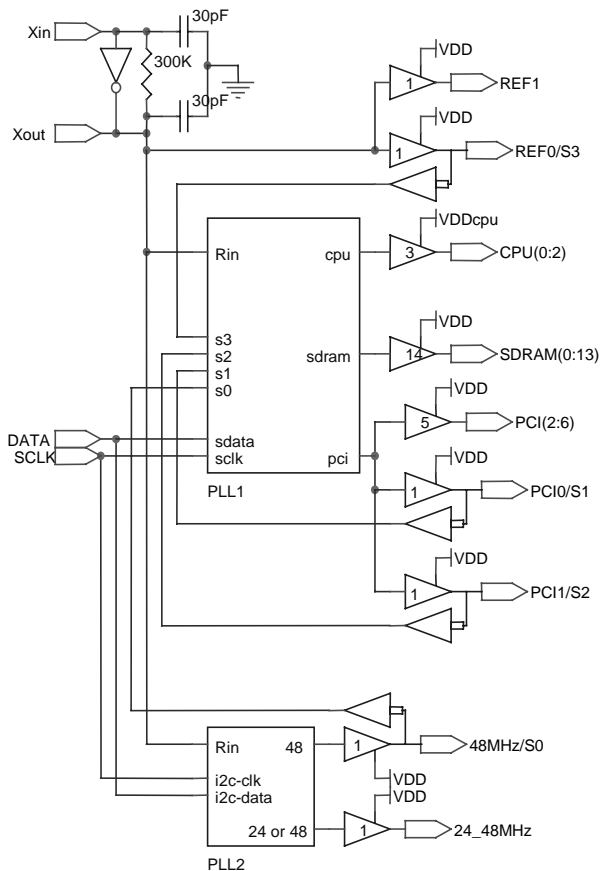 30pF
Xin
VDD
300K
1
REF1
30pF
VDD
Xout
1
REF0/S3
VDDcpu
Rin
cpu
3
CPU(0:2)
VDD
s3
s2
sdram
14
SDRAM(0:13)
s1
s0
VDD
5
PCI(2:6)
DATA
sdata
SCLK
sclk
pci
VDD
PLL1
1
PCI0/S1
VDD
1
PCI1/S2
Rin
48
1
48MHz/S0
i2c-clk
VDD
i2c-data
VDD
24 or 48
1
24_48MHz
PLL2